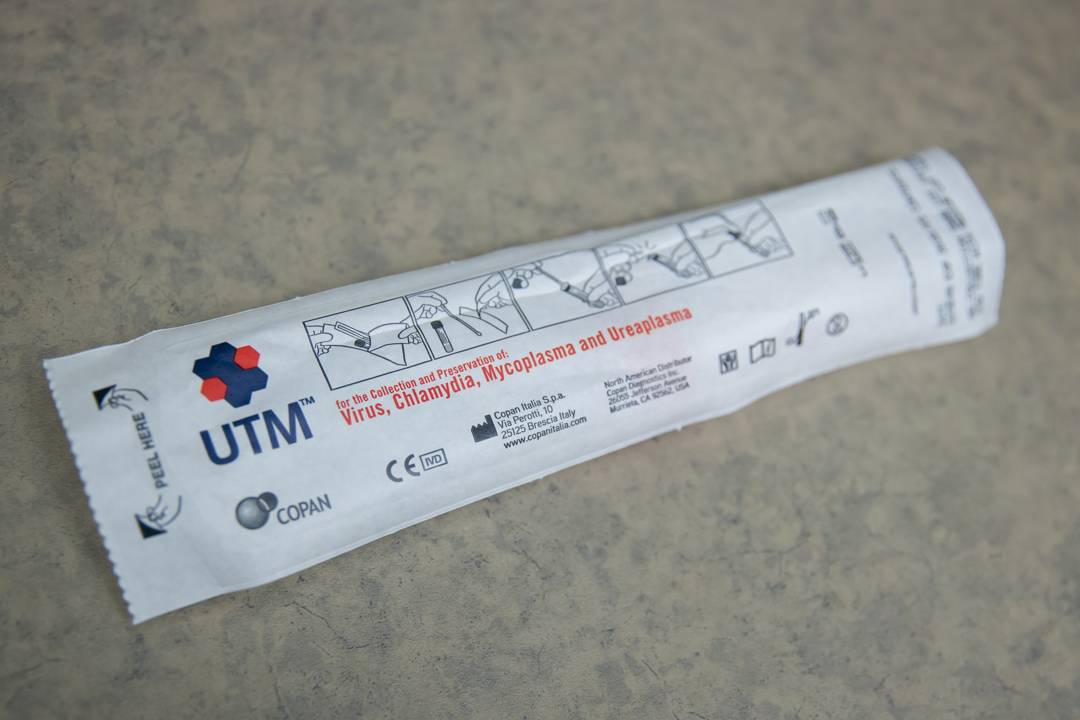 PEEL HERE
UTM™
COPAN
for the Collection and Preservation of:
Virus, Chlamydia, Mycoplasma and Ureaplasma
CE IVD
Copan Italia S.p.a.
Via Perotti, 10
25125 Brescia Italy
www.copanitalia.com
North American Distributor
Copan Diagnostics Inc.
26055 Jefferson Avenue
Murrieta, CA 92562, USA